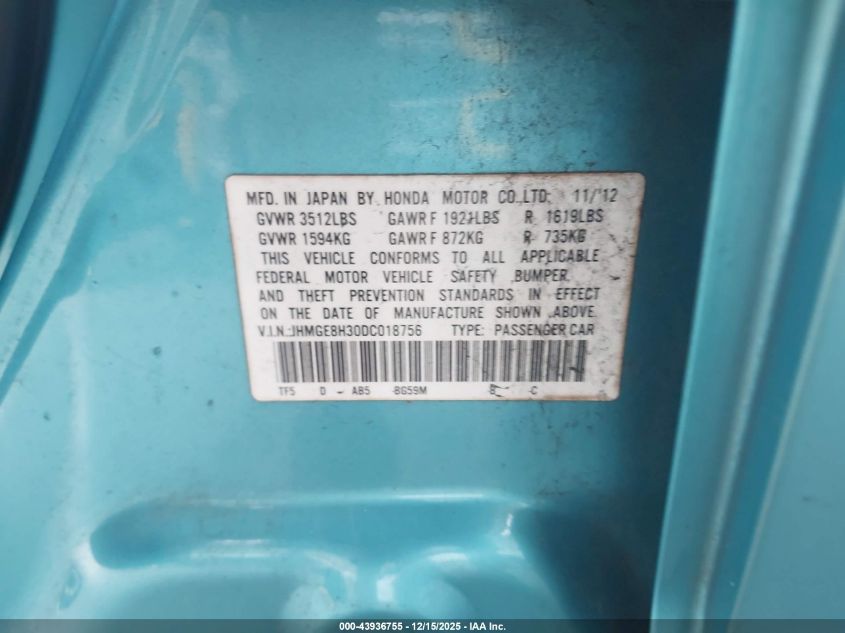 MFD. IN JAPAN BY HONDA MOTOR CO.,LTD. 11/'12
GVWR 3512LBS GAWR F 1921LBS R 1619LBS
GVWR 1594KG GAWR F 872KG R 735KG
THIS VEHICLE CONFORMS TO ALL APPLICABLE
FEDERAL MOTOR VEHICLE SAFETY, BUMPER,
AND THEFT PREVENTION STANDARDS IN EFFECT
ON THE DATE OF MANUFACTURE SHOWN ABOVE.
V.I.N.:JHMGE8H30DC018756 TYPE: PASSENGER CAR
TF5 D - AB5 -BG59M -C
000-43936755 - 12/15/2025 - IAA Inc.